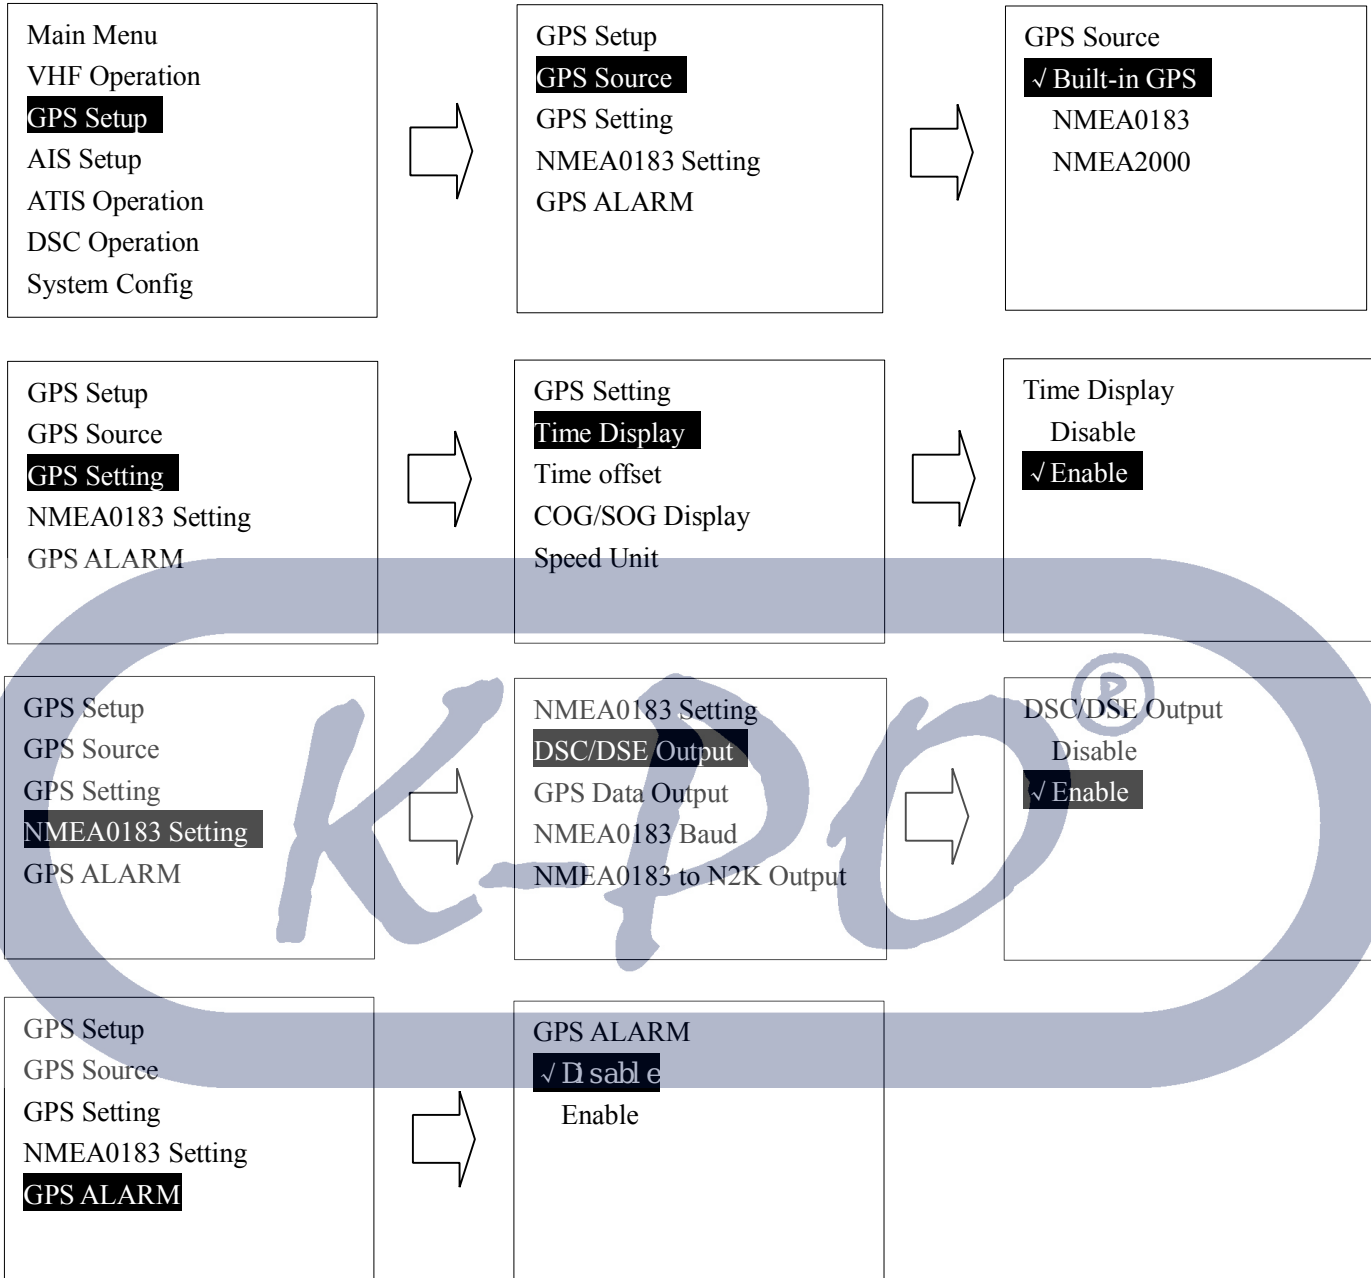 Main Menu
VHF Operation
GPS Setup
AIS Setup
ATIS Operation
DSC Operation
System Config
GPS Setup
GPS Source
GPS Setting
NMEA0183 Setting
GPS ALARM
GPS Source
√ Built-in GPS
NMEA0183
NMEA2000
GPS Setup
GPS Source
GPS Setting
NMEA0183 Setting
GPS ALARM
GPS Setting
Time Display
Time offset
COG/SOG Display
Speed Unit
Time Display
Disable
√ Enable
GPS Setup
GPS Source
GPS Setting
NMEA0183 Setting
GPS ALARM
NMEA0183 Setting
DSC/DSE Output
GPS Data Output
NMEA0183 Baud
NMEA0183 to N2K Output
DSC/DSE Output
Disable
√ Enable
K-PO®
GPS Setup
GPS Source
GPS Setting
NMEA0183 Setting
GPS ALARM
GPS ALARM
√ Disable
Enable